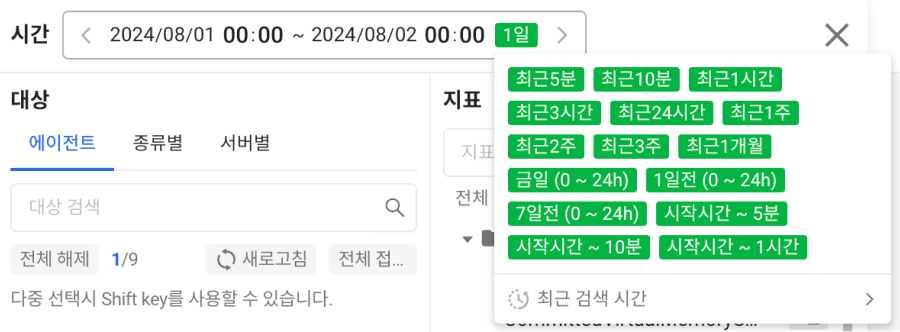 시간 2024/08/01 00:00 ~ 2024/08/02 00:00 1일
최근5분 최근10분 최근1시간
최근3시간 최근24시간 최근1주
최근2주 최근3주 최근1개월
금일 (0 ~ 24h) 1일전 (0 ~ 24h)
7일전 (0 ~ 24h) 시작시간 ~ 5분
시작시간 ~ 10분 시작시간 ~ 1시간
최근 검색 시간
대상
에이전트 종류별 서버별
대상 검색
전체 해제 1/9 새로고침 전체 접...
다중 선택시 Shift key를 사용할 수 있습니다.
지표
지표
전체